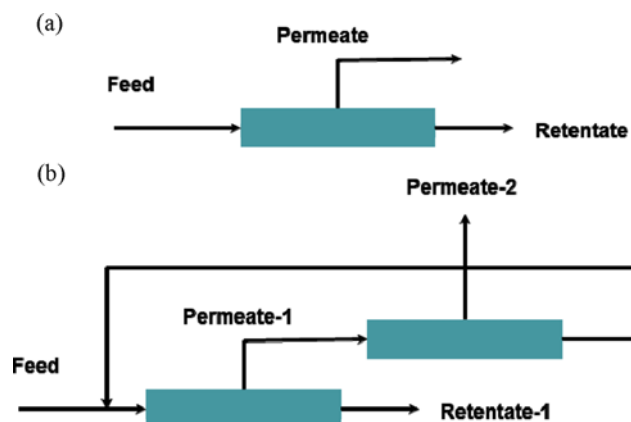 (a)
Permeate
Feed
Retentate
(b)
Permeate-2
Permeate-1
Feed
Retentate-1